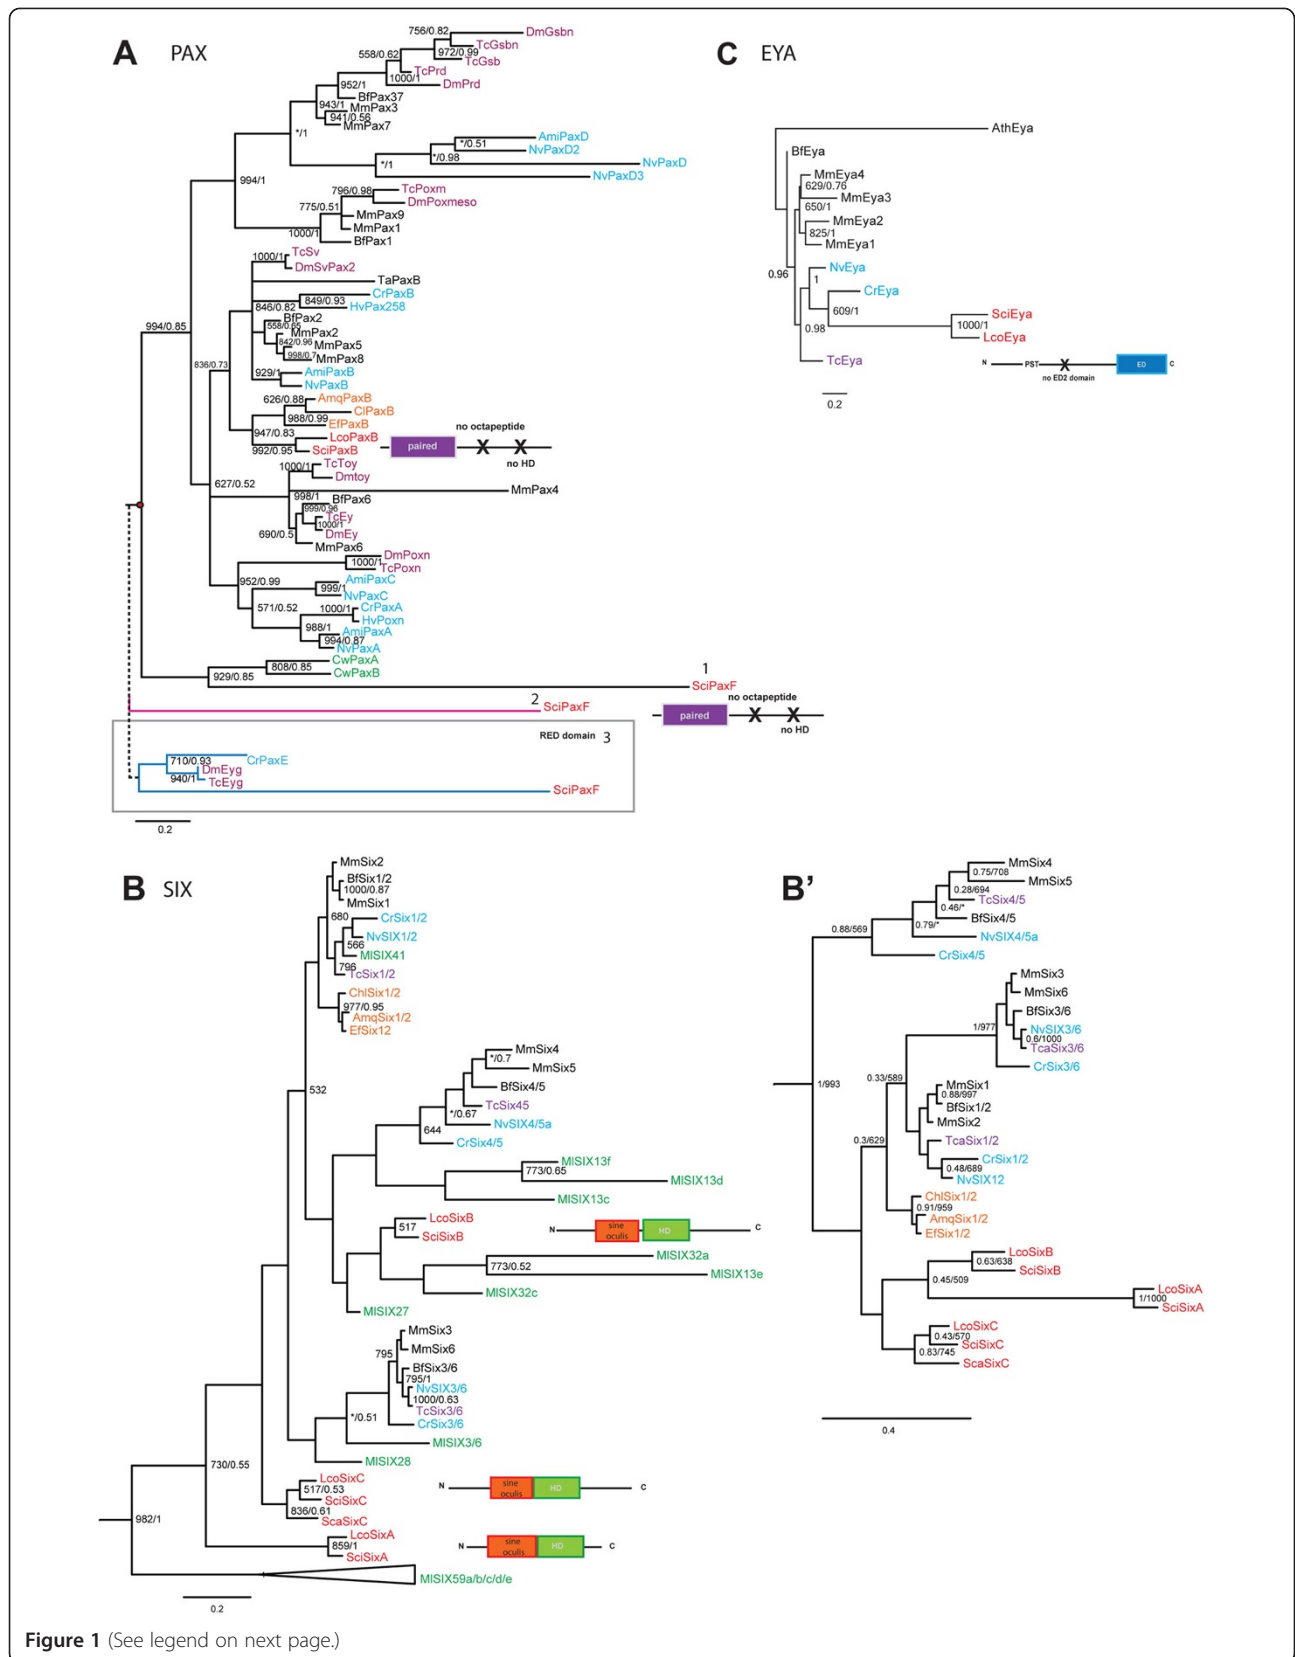 A PAX
756/0.82
DmGsbn
TcGsbn
972/0.99
TcGsb
558/0.62
TcPrd
1000/1
DmPrd
952/1
BfPax37
943/1
MmPax3
941/0.56
MmPax7
*/1
AmiPaxD
*/0.51
NvPaxD2
*/0.98
NvPaxD
*/1
NvPaxD3
994/1
796/0.98
TcPoxm
DmPoxmeso
775/0.51
MmPax9
MmPax1
1000/1
BfPax1
TcSv
1000/1
DmSvPax2
TaPaxB
CrPaxB
849/0.93
HvPax258
846/0.82
BfPax2
558/0.65
MmPax2
842/0.96
MmPax5
998/0.7
MmPax8
994/0.85
836/0.73
AmiPaxB
929/1
NvPaxB
626/0.88
AmqPaxB
ClPaxB
988/0.99
EfPaxB
947/0.83
LcoPaxB
992/0.95
SciPaxB
paired
no octapeptide
X X
no HD
TcToy
1000/1
Dmtoy
627/0.52
MmPax4
998/1
BfPax6
999/0.96
TcEy
1000/1
DmEy
690/0.5
MmPax6
DmPoxn
1000/1
TcPoxn
952/0.99
AmiPaxC
999/1
NvPaxC
571/0.52
CrPaxA
1000/1
HvPoxn
988/1
AmiPaxA
994/0.87
NvPaxA
CwPaxA
808/0.85
CwPaxB
929/0.85
1
SciPaxF
2
SciPaxF
no octapeptide
paired
X X
no HD
RED domain 3
710/0.93
CrPaxE
DmEyg
940/1
TcEyg
SciPaxF
0.2
C EYA
AthEya
BfEya
MmEya4
629/0.76
MmEya3
650/1
MmEya2
825/1
MmEya1
0.96
NvEya
1
CrEya
609/1
SciEya
1000/1
LcoEya
0.98
TcEya
N PST X ED C
no ED2 domain
0.2
B SIX
MmSix2
BfSix1/2
1000/0.87
MmSix1
680
CrSix1/2
NvSIX1/2
566
MlSIX41
796
TcSix1/2
ChlSix1/2
977/0.95
AmqSix1/2
EfSix12
532
MmSix4
*/0.7
MmSix5
BfSix4/5
TcSix45
*/0.67
NvSIX4/5a
644
CrSix4/5
MlSIX13f
773/0.65
MlSIX13d
MlSIX13c
LcoSixB
517
SciSixB
N sine oculis HD C
MlSIX32a
773/0.52
MlSIX13e
MlSIX32c
MlSIX27
MmSix3
795
MmSix6
BfSix3/6
795/1
NvSIX3/6
1000/0.63
TcSix3/6
*/0.51
CrSix3/6
MlSIX3/6
MlSIX28
730/0.55
LcoSixC
517/0.53
SciSixC
836/0.61
ScaSixC
N sine oculis HD C
982/1
LcoSixA
859/1
SciSixA
N sine oculis HD C
MlSIX59a/b/c/d/e
0.2
B'
MmSix4
0.75/708
MmSix5
0.28/694
TcSix4/5
0.46/*
BfSix4/5
0.79/*
0.88/569
NvSIX4/5a
CrSix4/5
MmSix3
MmSix6
BfSix3/6
1/977
NvSIX3/6
0.6/1000
TcaSix3/6
CrSix3/6
0.33/589
1/993
MmSix1
0.88/997
BfSix1/2
MmSix2
0.3/629
TcaSix1/2
CrSix1/2
0.48/689
NvSIX12
ChlSix1/2
0.91/959
AmqSix1/2
EfSix1/2
LcoSixB
0.63/638
SciSixB
0.45/509
LcoSixA
1/1000
SciSixA
LcoSixC
0.43/570
SciSixC
0.83/745
ScaSixC
0.4
Figure 1 (See legend on next page.)